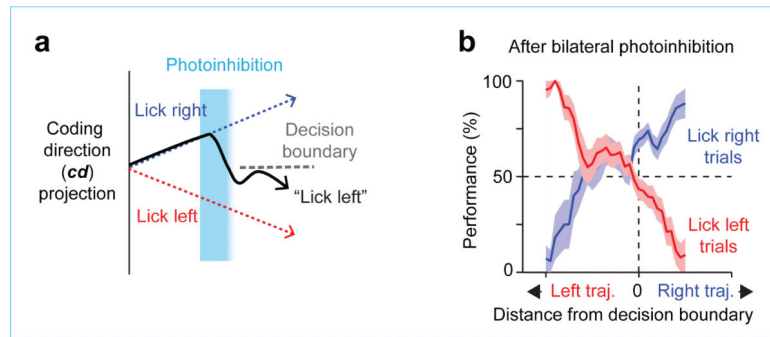 a
Photoinhibition
Lick right
Coding
direction
(cd)
projection
Decision
boundary
"Lick left"
Lick left
b
After bilateral photoinhibition
Performance (%)
100
50
0
Lick right
trials
Lick left
trials
Left traj.
0
Right traj.
Distance from decision boundary